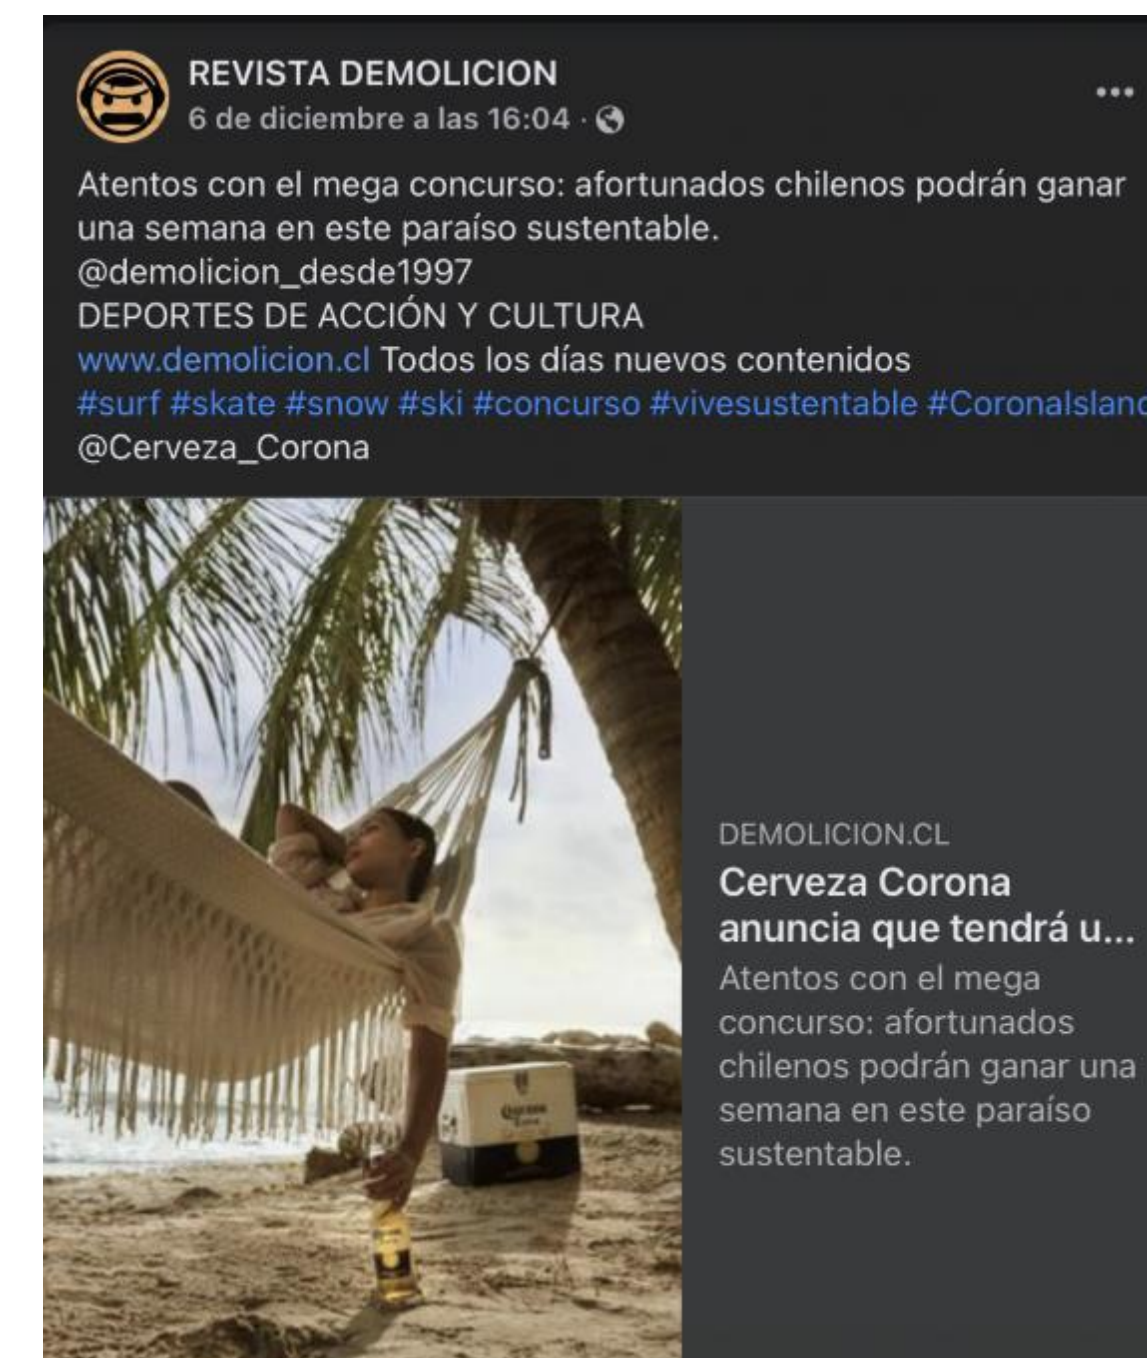 REVISTA DEMOLICION
6 de diciembre a las 16:04 ·
Atentos con el mega concurso: afortunados chilenos podrán ganar
una semana en este paraíso sustentable.
@demolicion_desde1997
DEPORTES DE ACCIÓN Y CULTURA
www.demolicion.cl Todos los días nuevos contenidos
#surf #skate #snow #ski #concurso #vivesustentable #CoronaIslanc
@Cerveza_Corona
DEMOLICION.CL
Cerveza Corona
anuncia que tendrá u...
Atentos con el mega
concurso: afortunados
chilenos podrán ganar una
semana en este paraíso
sustentable.
Corona
Extra